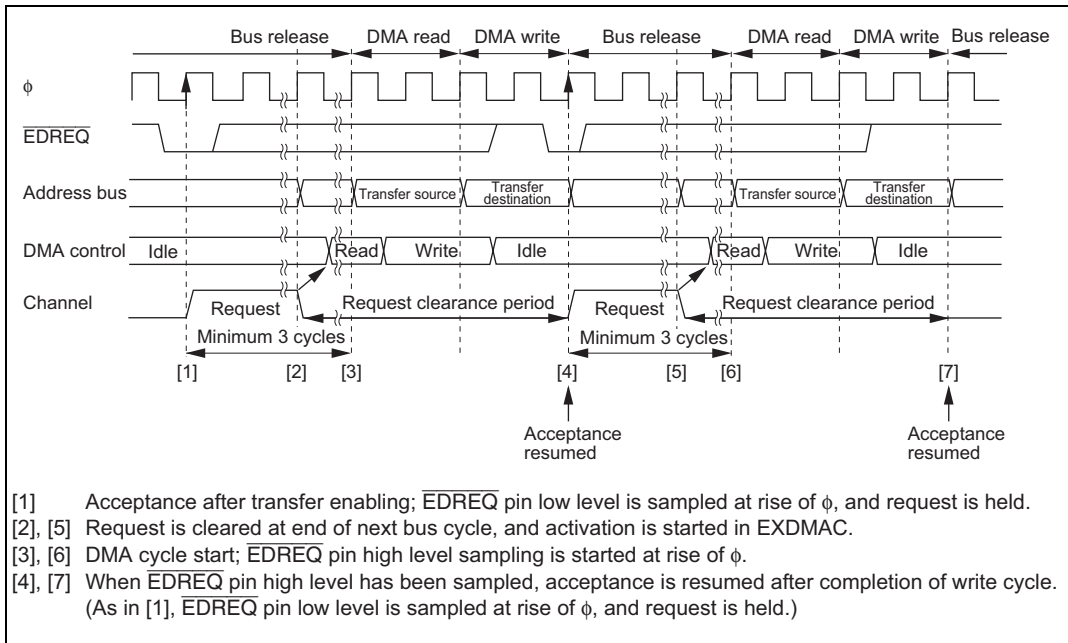 Bus release DMA read DMA write Bus release DMA read DMA write Bus release
ϕ
EDREQ
Address bus Transfer source Transfer destination Transfer source Transfer destination
DMA control Idle Read Write Idle Read Write Idle
Channel Request Request clearance period Request Request clearance period
Minimum 3 cycles Minimum 3 cycles
[1] [2] [3] [4] [5] [6] [7]
Acceptance resumed Acceptance resumed
[1] Acceptance after transfer enabling; EDREQ pin low level is sampled at rise of ϕ, and request is held.
[2], [5] Request is cleared at end of next bus cycle, and activation is started in EXDMAC.
[3], [6] DMA cycle start; EDREQ pin high level sampling is started at rise of ϕ.
[4], [7] When EDREQ pin high level has been sampled, acceptance is resumed after completion of write cycle.
(As in [1], EDREQ pin low level is sampled at rise of ϕ, and request is held.)